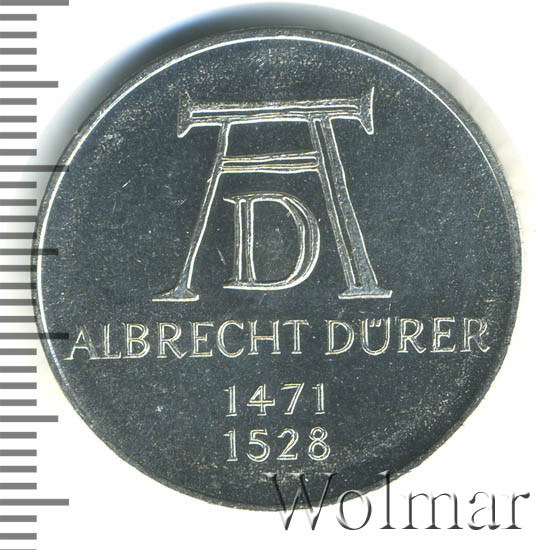 AD
ALBRECHT DÜRER
1471
1528
Wolmar